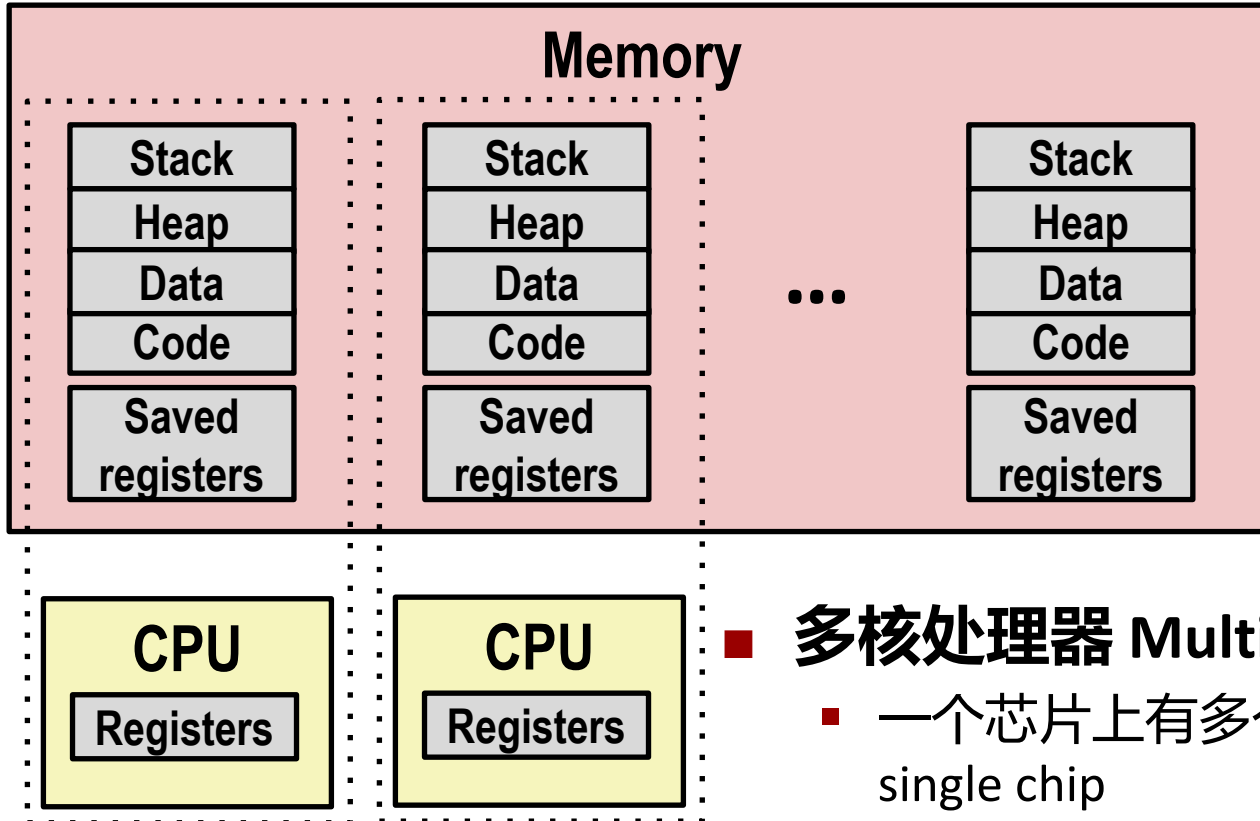 Memory
Stack
Heap
Data
Code
Saved
registers
Stack
Heap
Data
Code
Saved
registers
...
Stack
Heap
Data
Code
Saved
registers
CPU
Registers
CPU
Registers
■ 多核处理器
▪ 一个芯片上有多
single chip